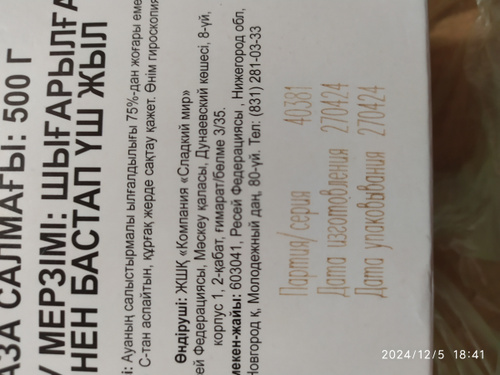 АЗА САЛМАҒЫ: 500 Г
МЕРЗІМІ: ШЫҒАРЫЛҒА
НЕН БАСТАП ҮШ ЖЫЛ
і: Ауаның салыстырмалы ылғалдылығы 75%-дан жоғары еме
С-тан аспайтын, құрғақ жерде сақтау қажет. Өнім гигроскопия
Өндіруші: ЖШҚ «Компания «Сладкий мир»
ей Федерациясы, Мәскеу қаласы, Дунаевский көшесі, 8-үй,
корпус 1, 2-қабат, ғимарат/бөлме 3/35.
мекен-жайы: 603041, Ресей Федерациясы, Нижегород обл,
Новгород қ, Молодежный даң, 80-үй. Тел: (831) 281-03-33
Партия/серия 40381
Дата изготовления 270424
Дата упаковывания 270424
2024/12/5 18:41